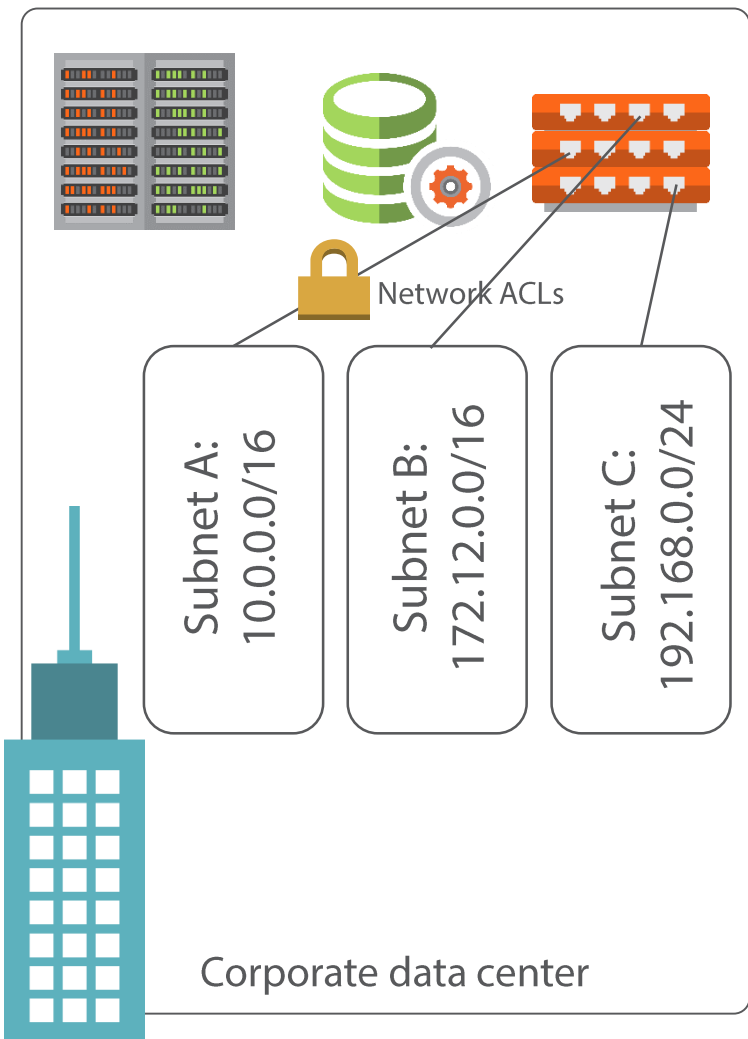 Network ACLs
Subnet A:
10.0.0.0/16
Subnet B:
172.12.0.0/16
Subnet C:
192.168.0.0/24
Corporate data center